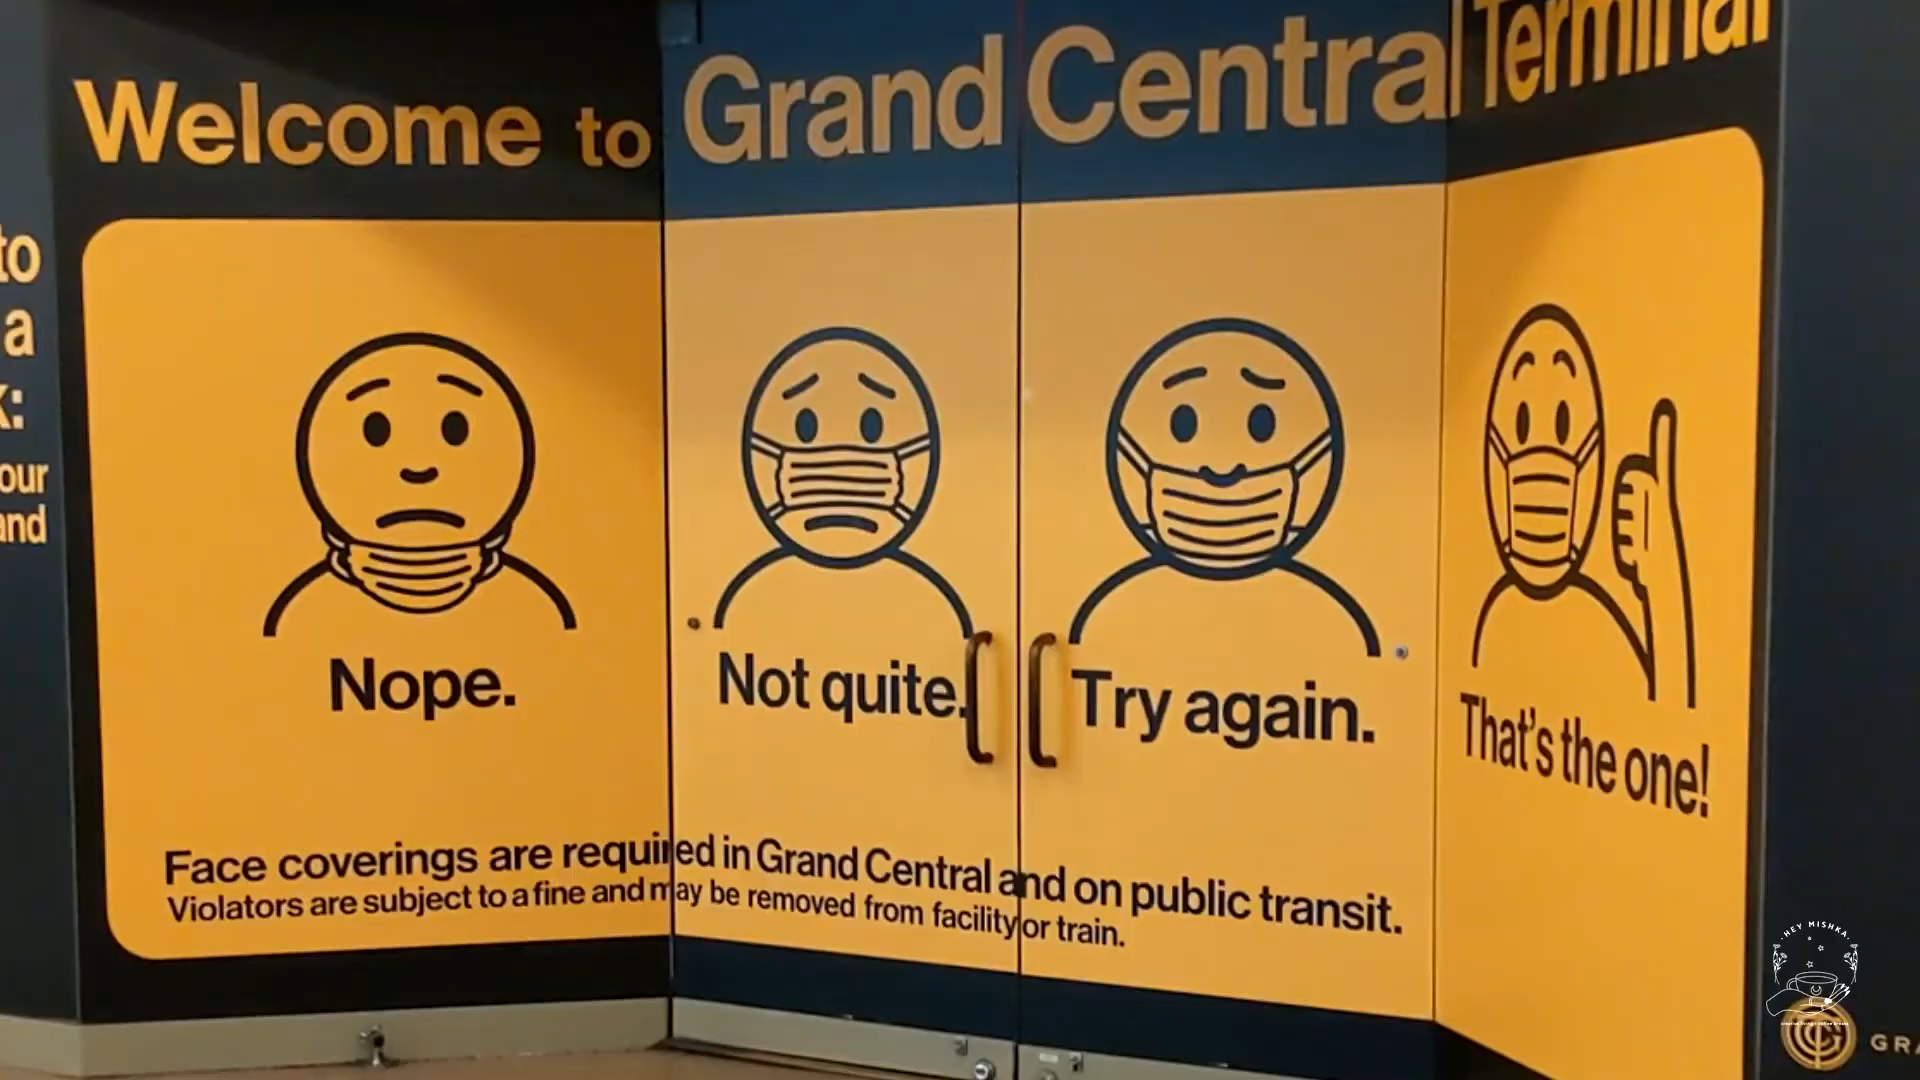 Welcome to Grand Central Terminal
to
a
k:
our
and
Nope.
Not quite.
Try again.
That's the one!
Face coverings are required in Grand Central and on public transit.
Violators are subject to a fine and may be removed from facility or train.
HEY MISHKA
GRA